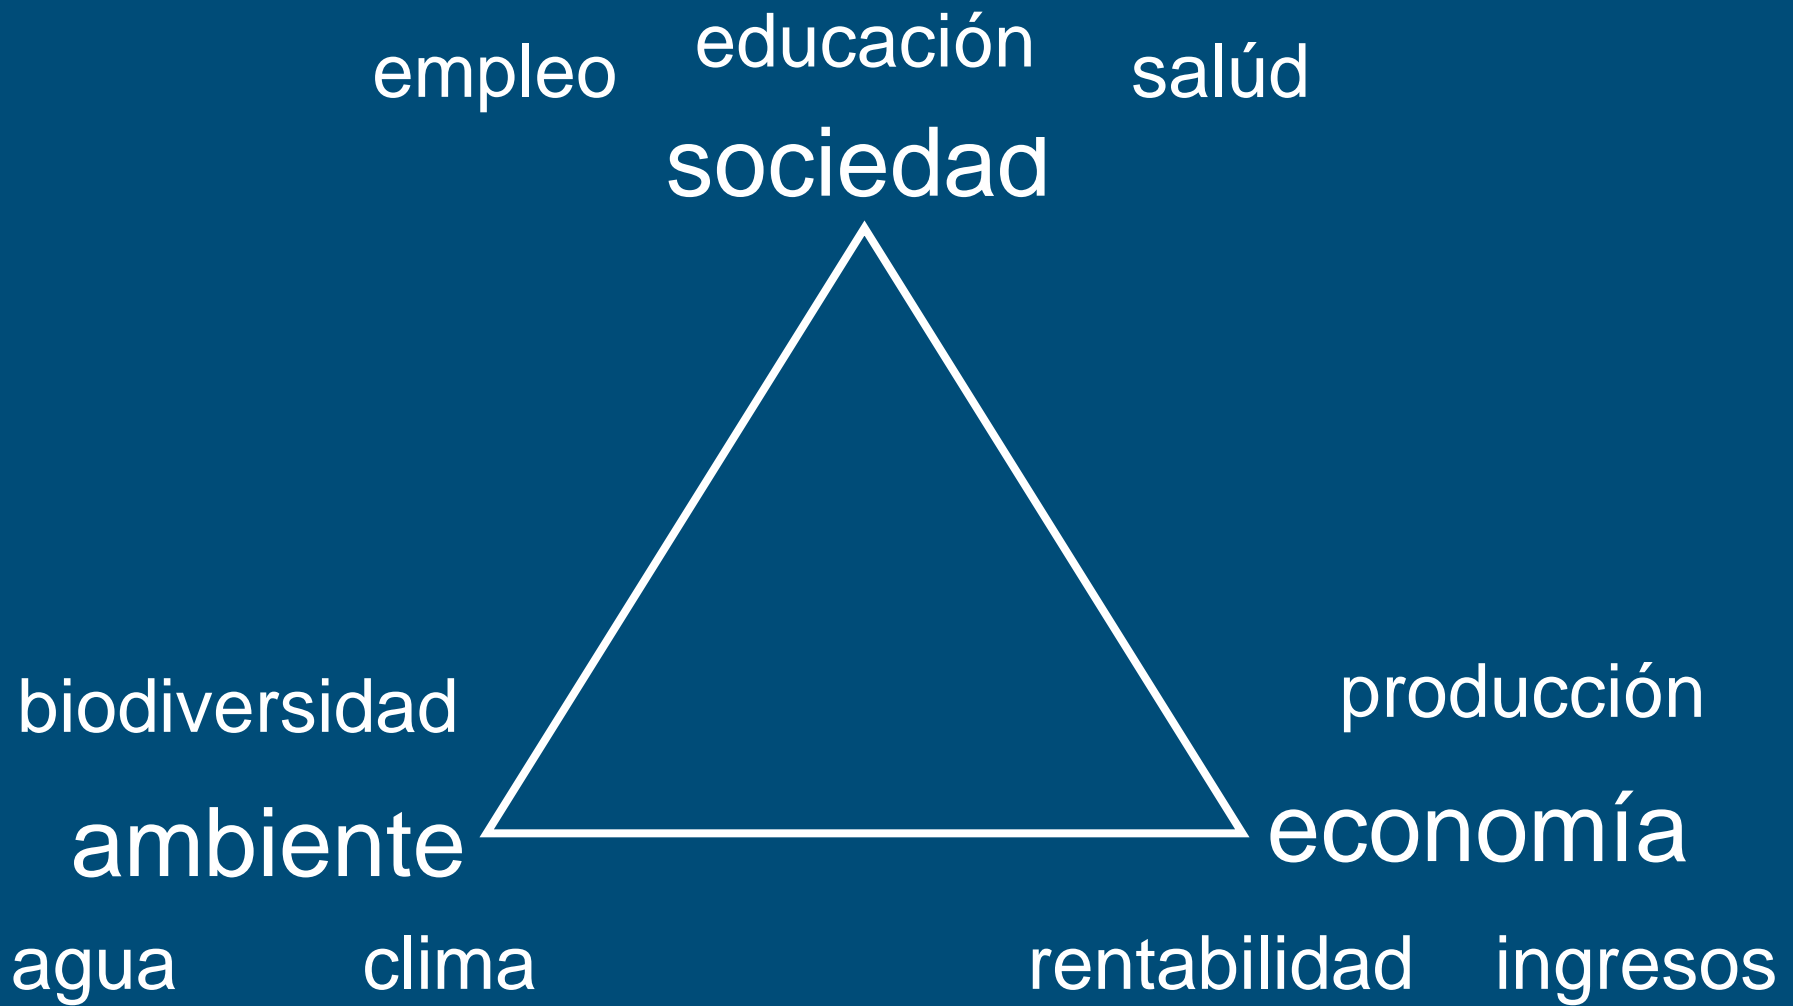 empleo educación salúd
sociedad
biodiversidad producción
ambiente economía
agua clima rentabilidad ingresos